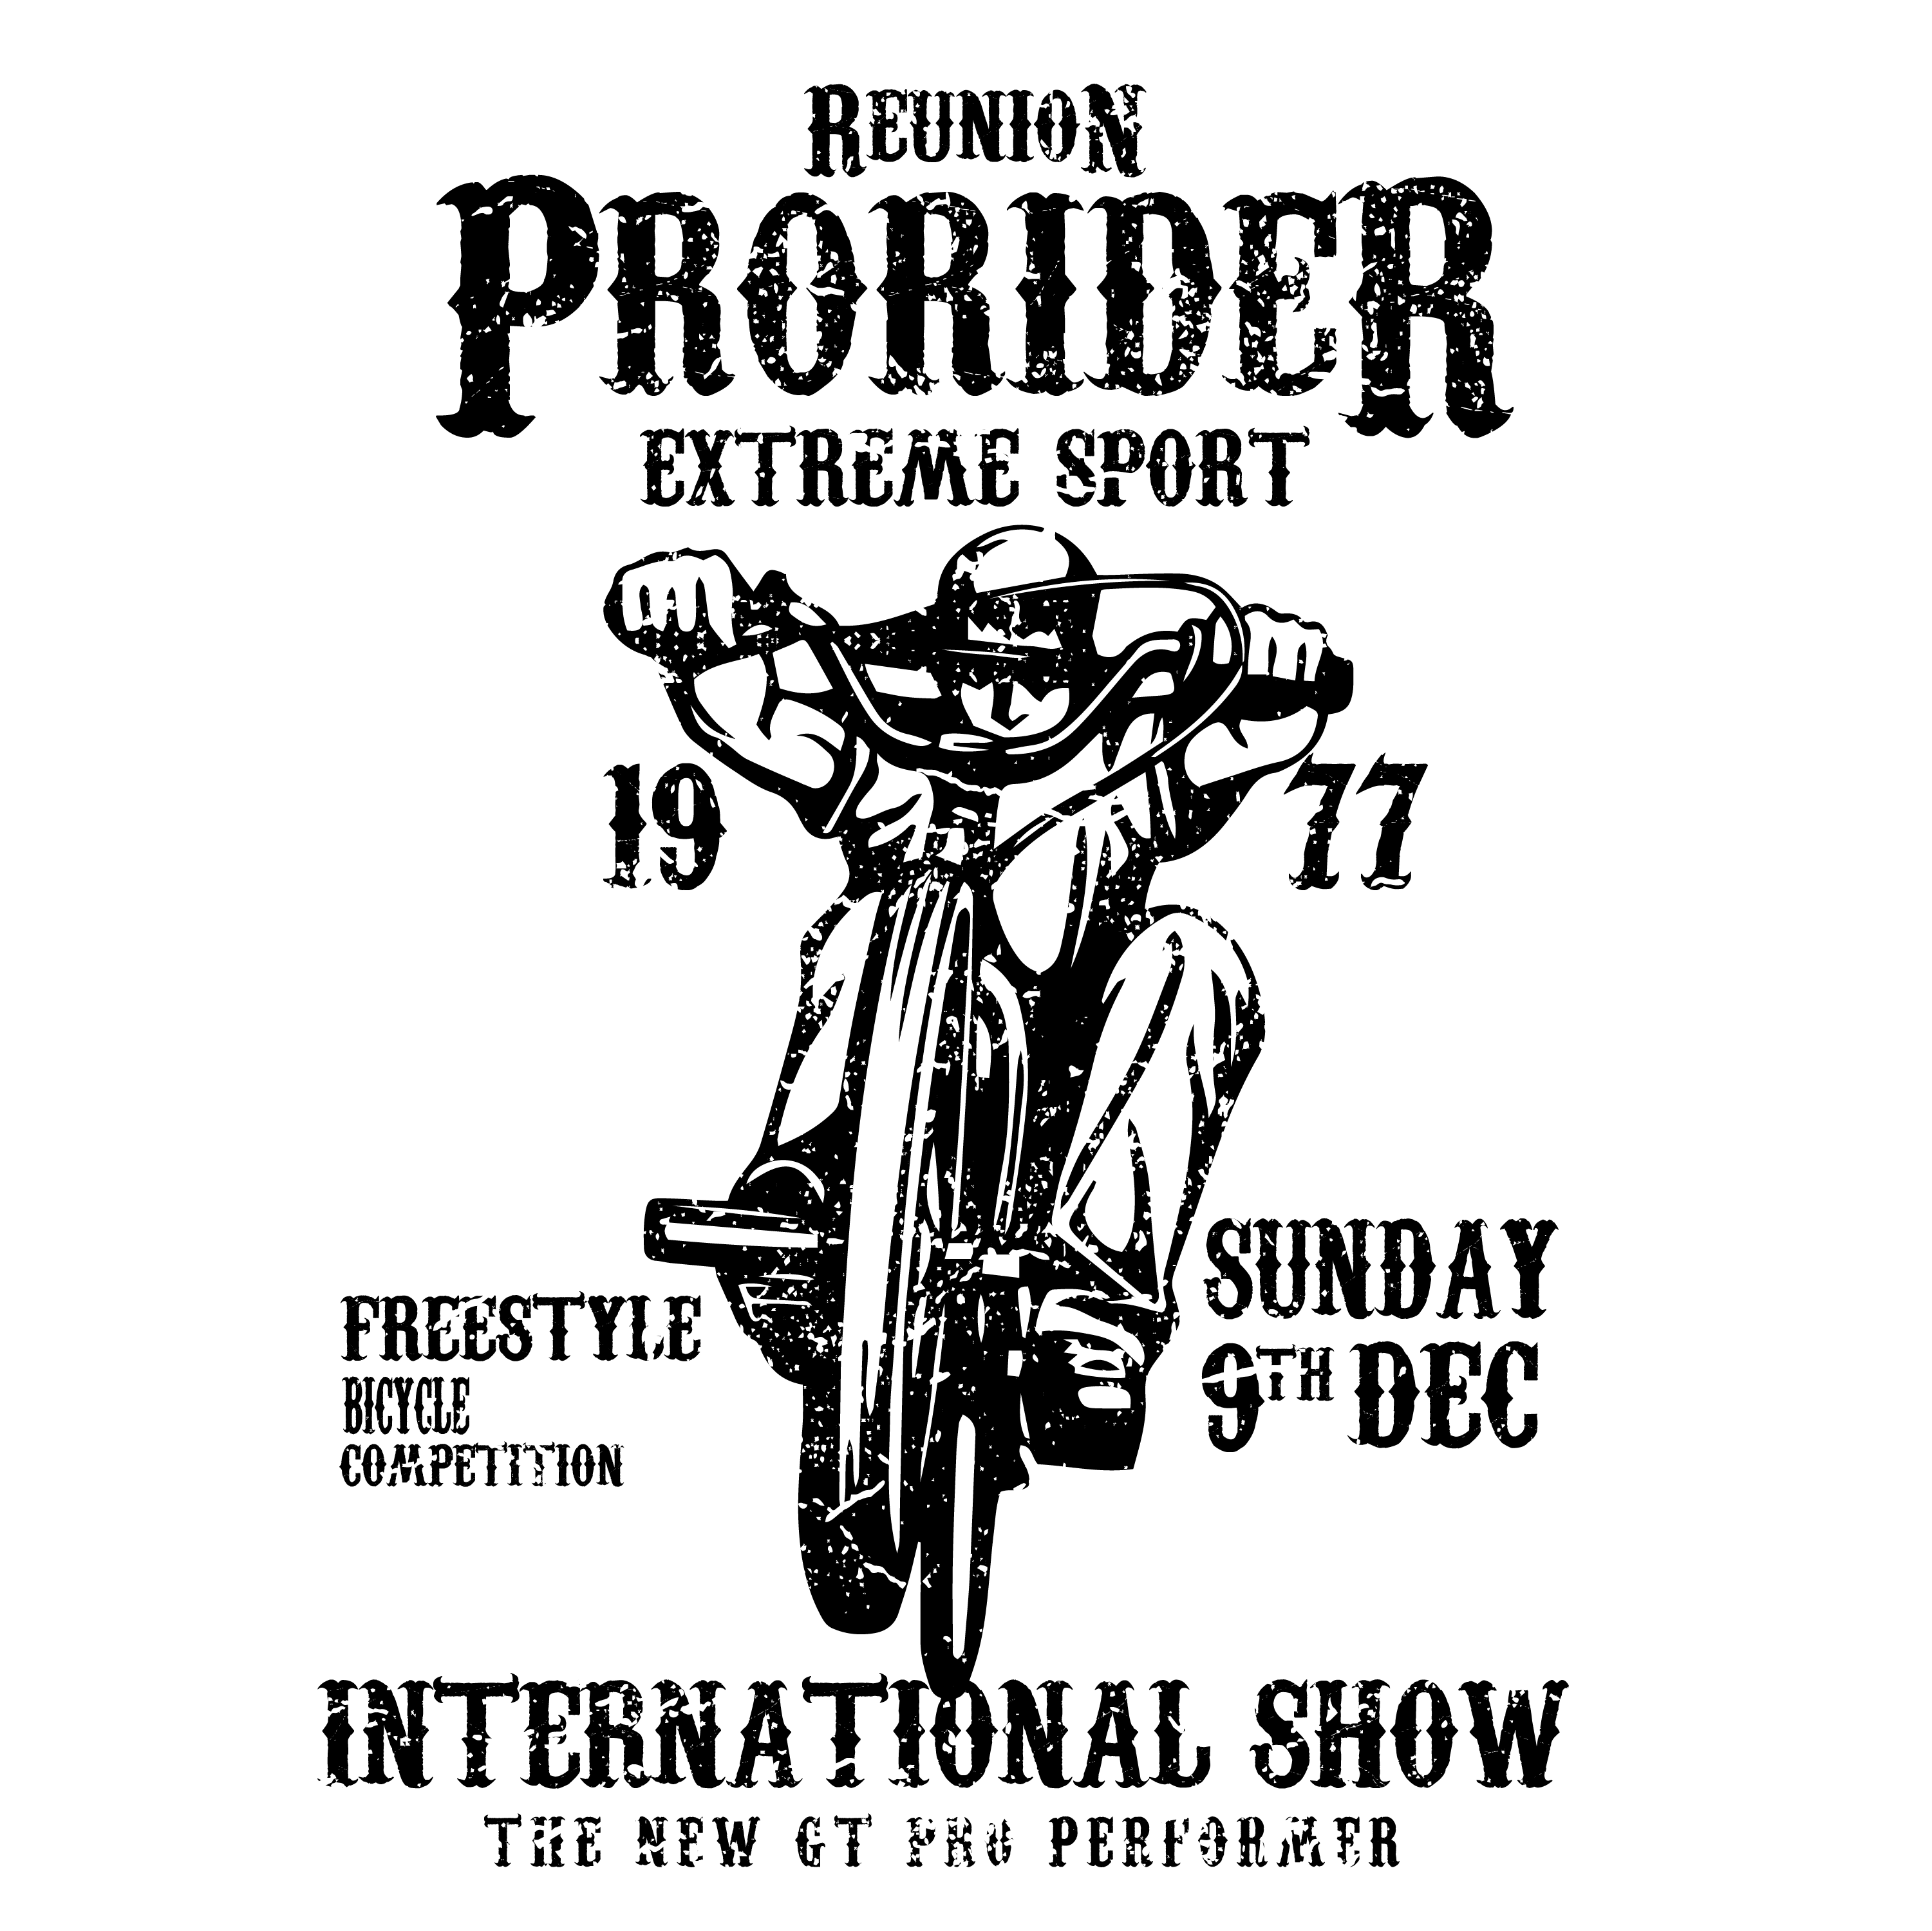 REUNION
PRORIDER
EXTREME SPORT
19 77
SUNDAY
9TH DEC
FREESTYLE
BICYCLE
COMPETITION
INTERNATIONAL SHOW
THE NEW GT PRO PERFORMER